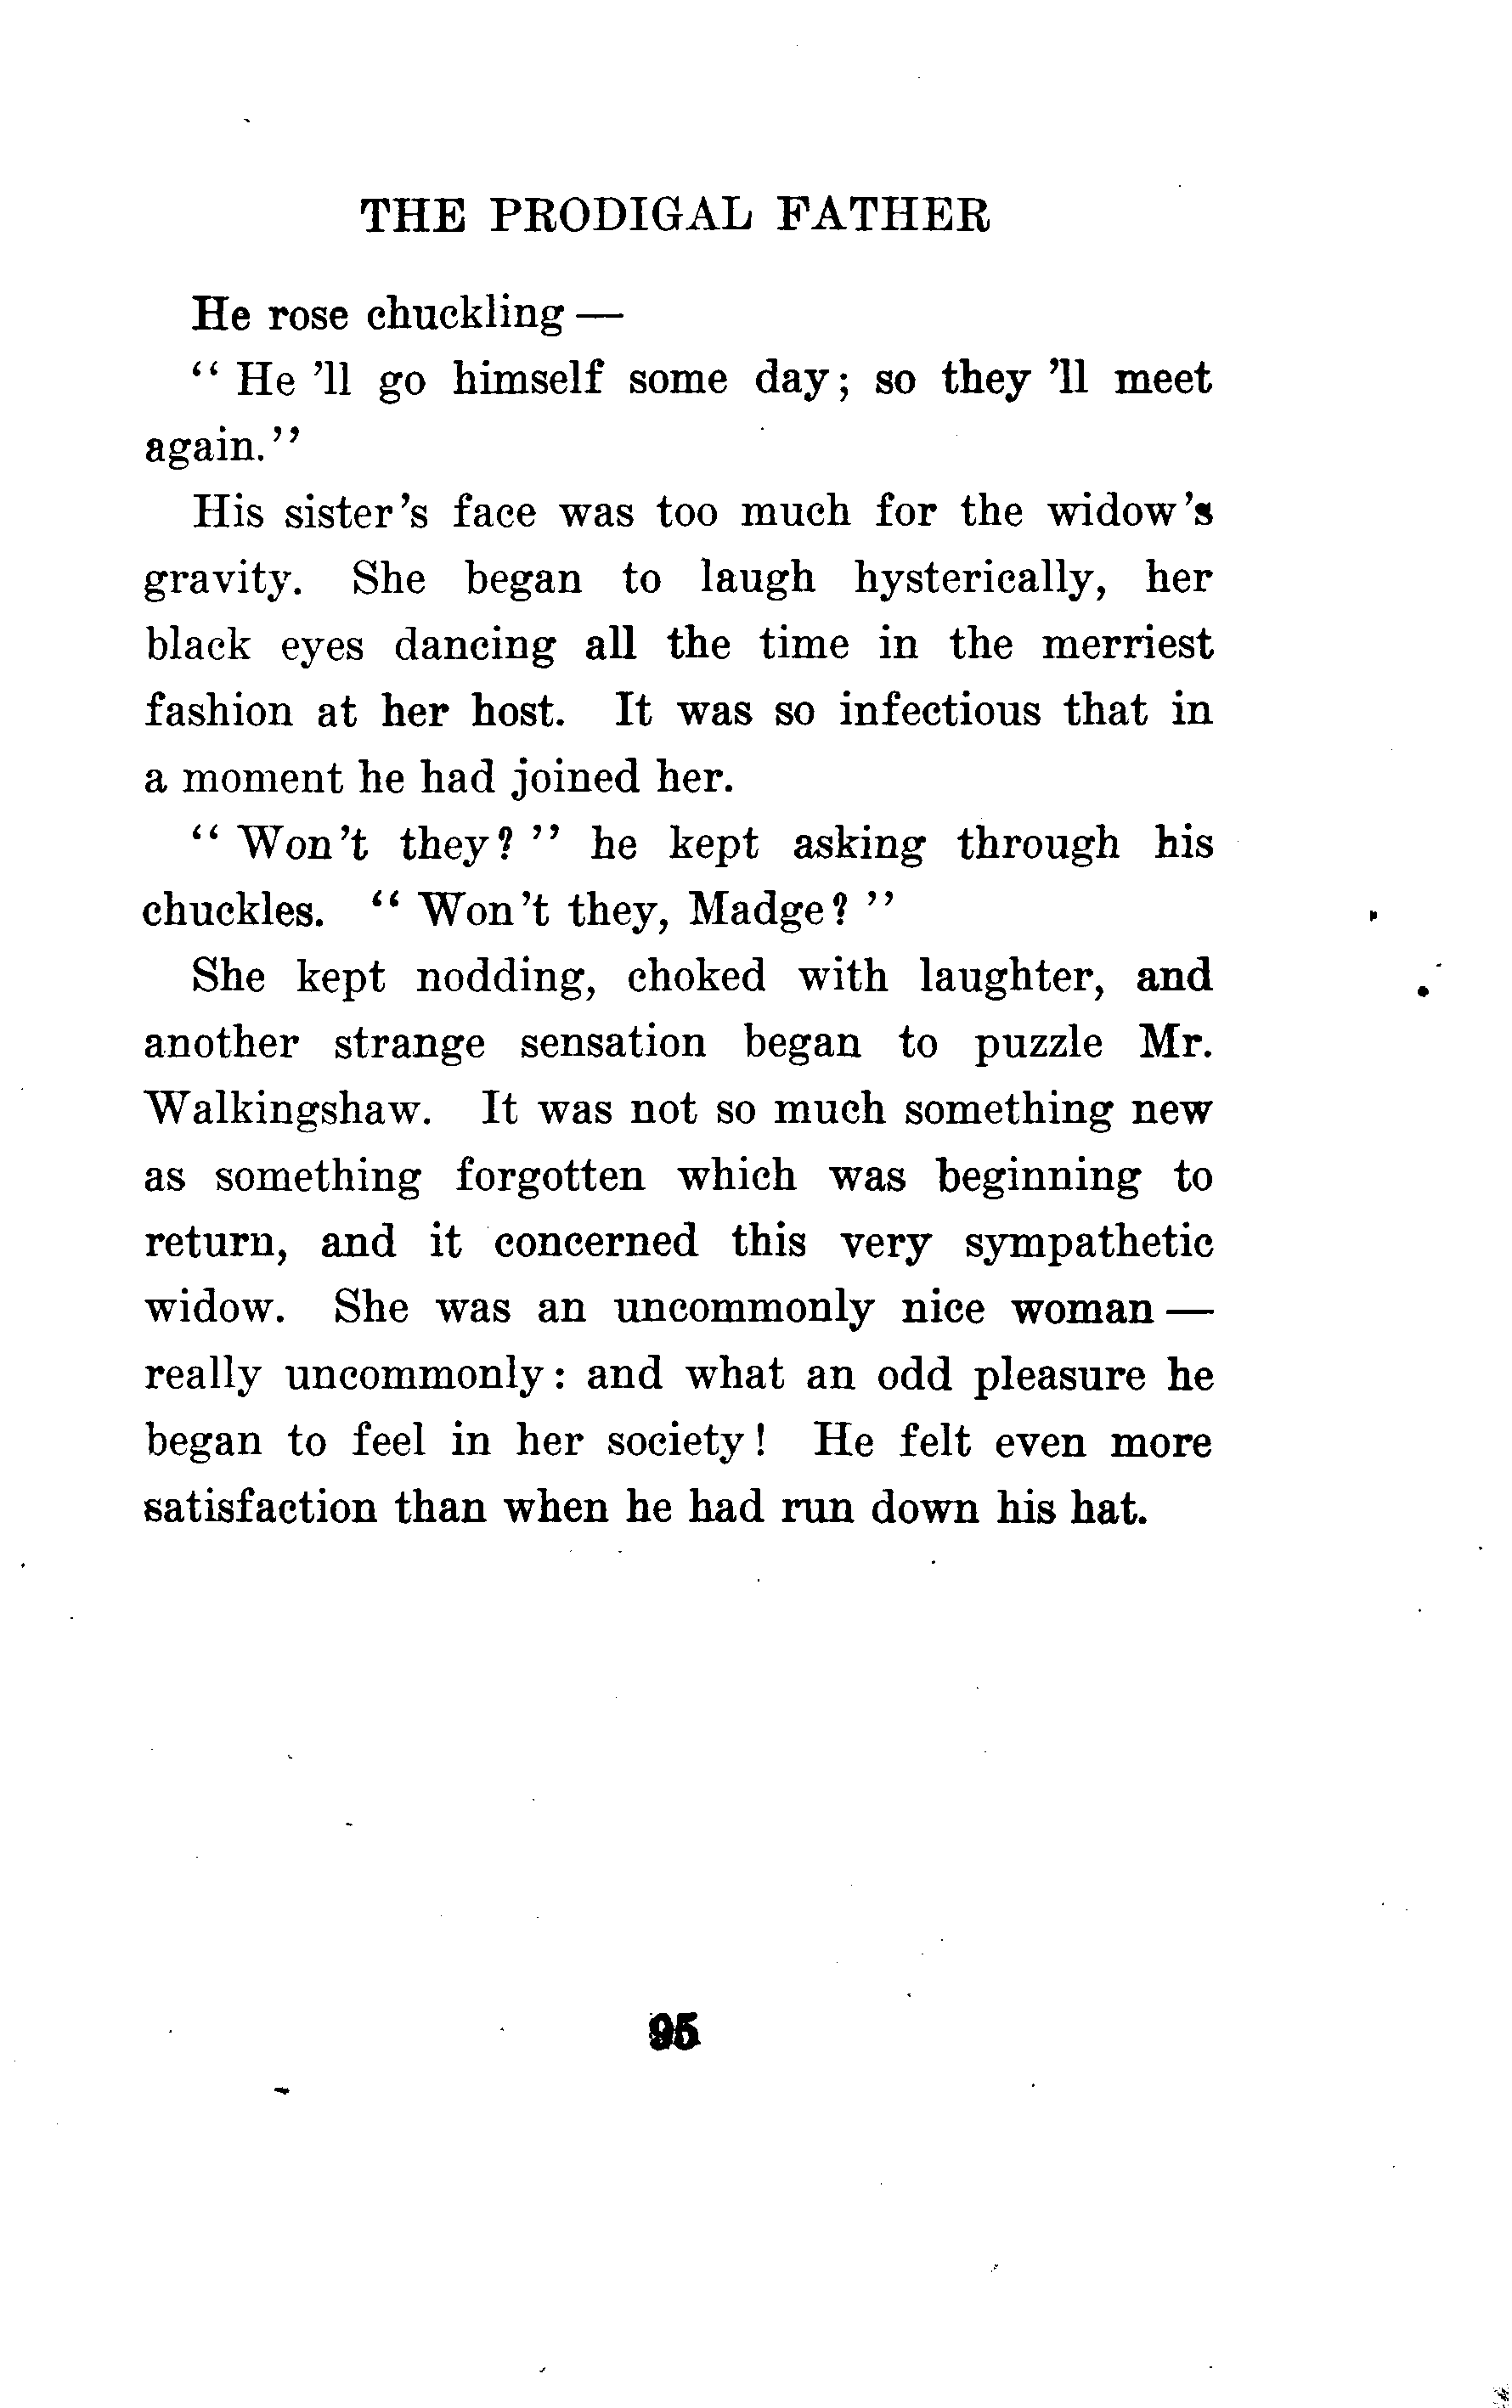 THE PRODIGAL FATHER
He rose chuckling —
“ He ’ll go himself some day; so they ’ll meet
again.”
His sister’s face was too much for the widow’s
gravity. She began to laugh hysterically, her
black eyes dancing all the time in the merriest
fashion at her host. It was so infectious that in
a moment he had joined her.
“ Won’t they? ” he kept asking through his
chuckles. “ Won’t they, Madge? ”
She kept nodding, choked with laughter, and
another strange sensation began to puzzle Mr.
Walkingshaw. It was not so much something new
as something forgotten which was beginning to
return, and it concerned this very sympathetic
widow. She was an uncommonly nice woman —
really uncommonly: and what an odd pleasure he
began to feel in her society! He felt even more
satisfaction than when he had run down his hat.
95